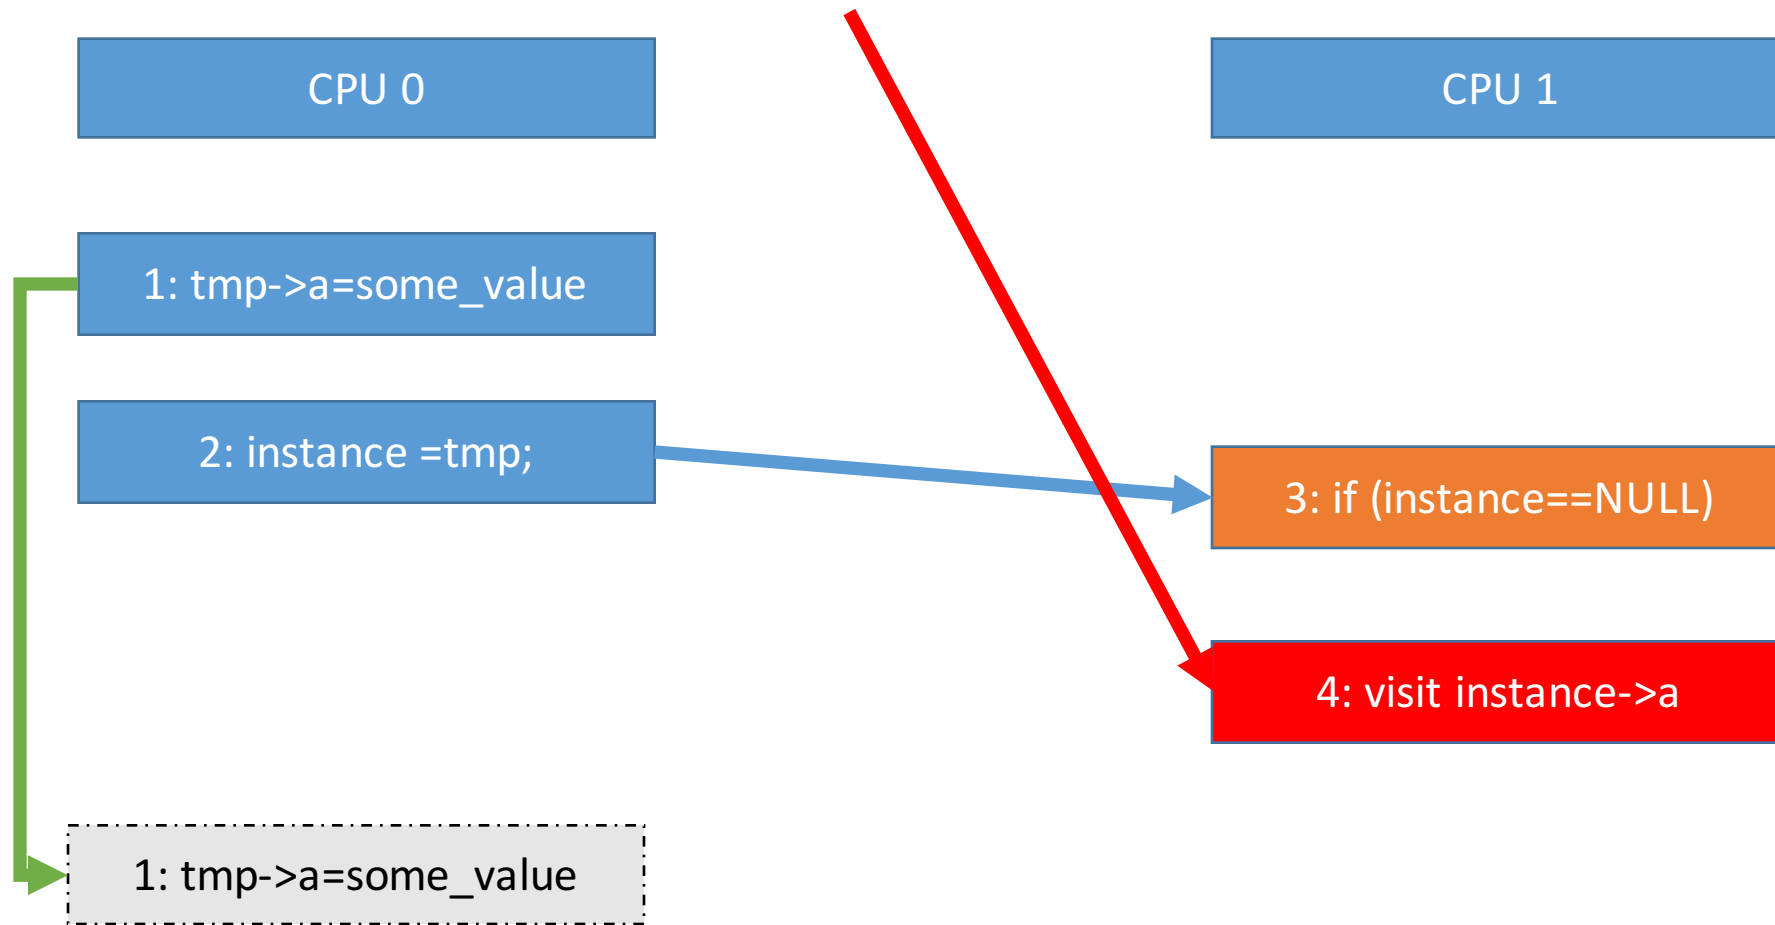 CPU 0
CPU 1
1: tmp->a=some_value
2: instance =tmp;
3: if (instance==NULL)
4: visit instance->a
1: tmp->a=some_value